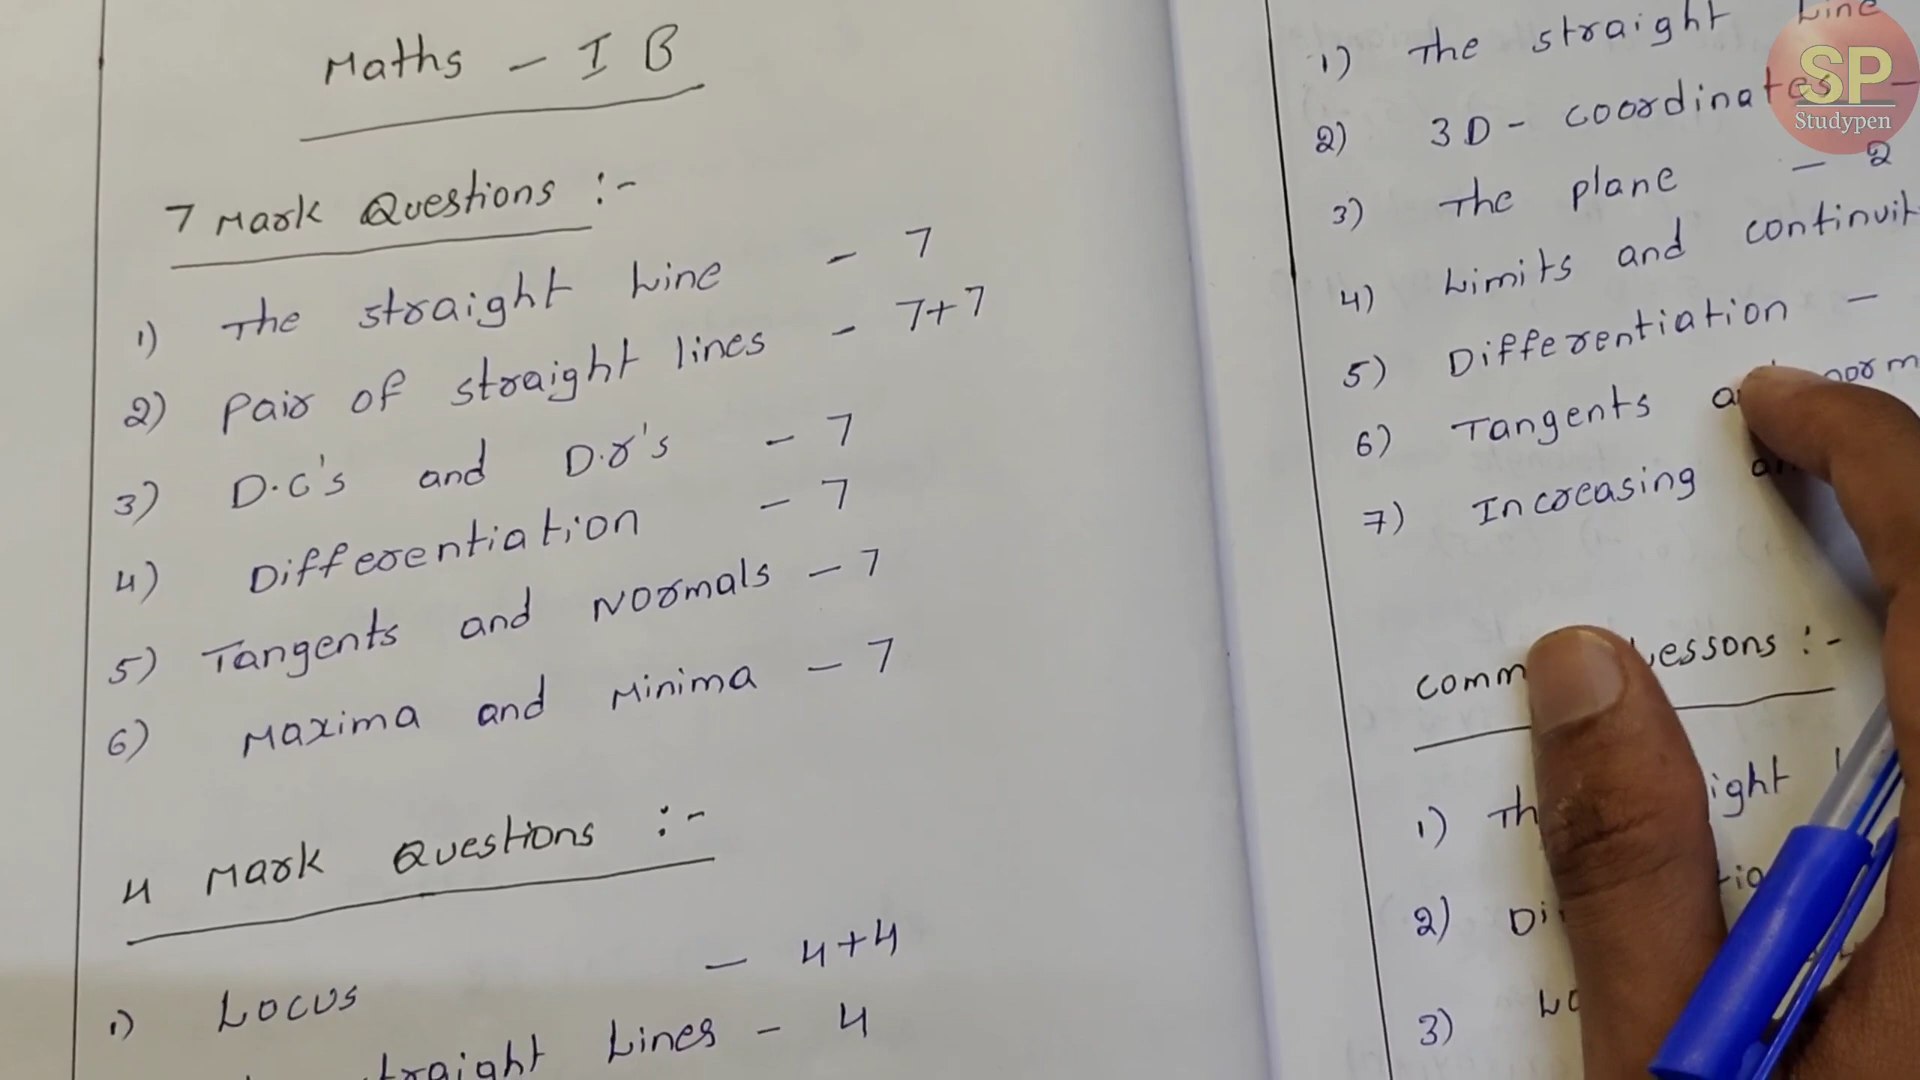 Maths - I B
7 Mark Questions :-
1) The straight Line - 7
2) Pair of straight lines - 7+7
3) D.C's and D.r's - 7
4) Differentiation - 7
5) Tangents and Normals - 7
6) Maxima and Minima - 7
4 Mark Questions :-
1) Locus - 4+4
straight Lines - 4
1) The straight Line
2) 3D - coordinates -
3) The plane - 2
4) Limits and continuit
5) Differentiation -
6) Tangents
7) Increasing
Lessons :-
1)
2)
3)
SP
Studypen